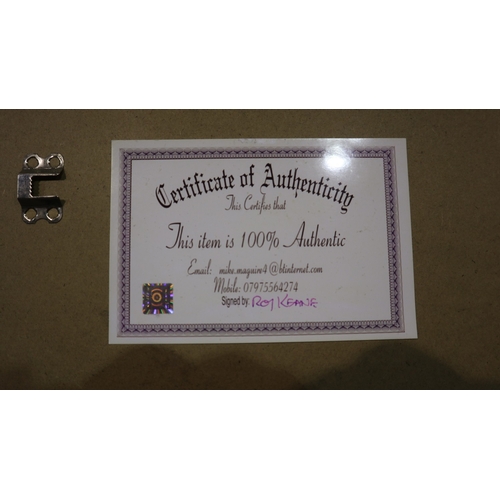 Certificate of Authenticity
This Certifies that
This item is 100% Authentic
Email: mike.maguire4@btinternet.com
Mobile: 07975564274
Signed by: ROY KEANE